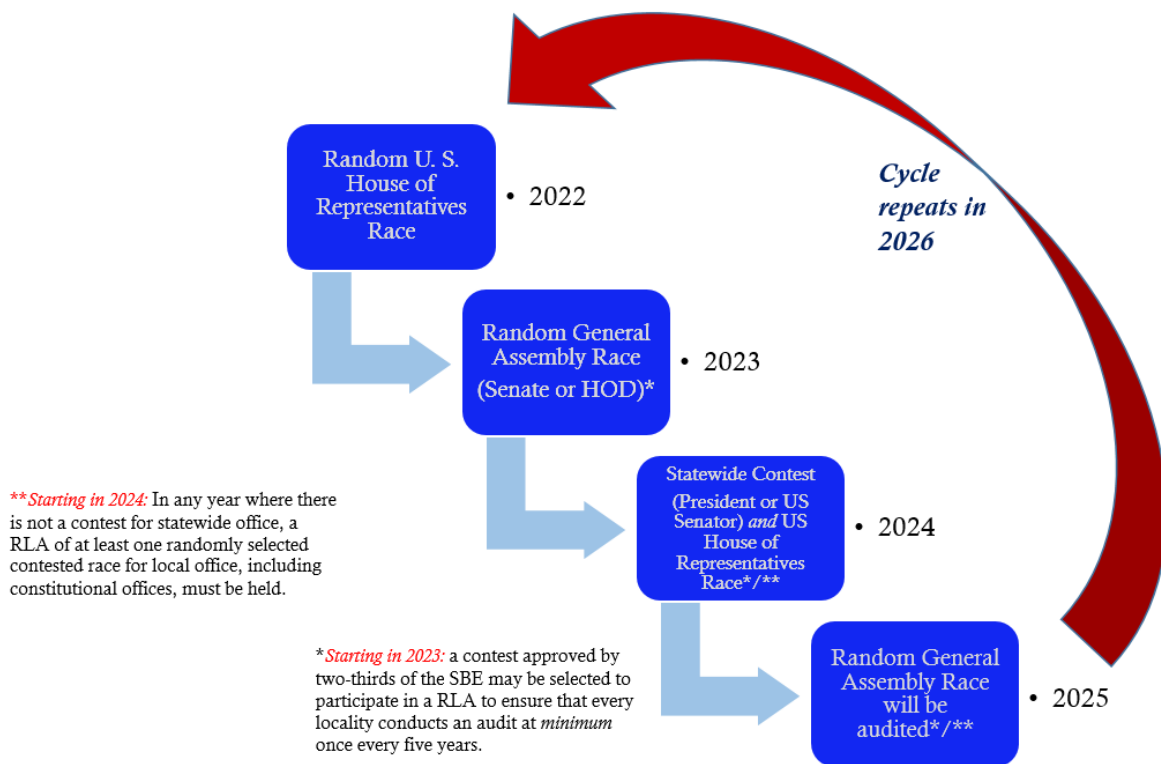 Random U. S.
House of
Representatives
Race
• 2022
Cycle
repeats in
2026
Random General
Assembly Race
(Senate or HOD)*
• 2023
Statewide Contest
(President or US
Senator) and US
House of
Representatives
Race*/**
• 2024
**Starting in 2024: In any year where there
is not a contest for statewide office, a
RLA of at least one randomly selected
contested race for local office, including
constitutional offices, must be held.
Random General
Assembly Race
will be
audited*/**
• 2025
*Starting in 2023: a contest approved by
two-thirds of the SBE may be selected to
participate in a RLA to ensure that every
locality conducts an audit at minimum
once every five years.